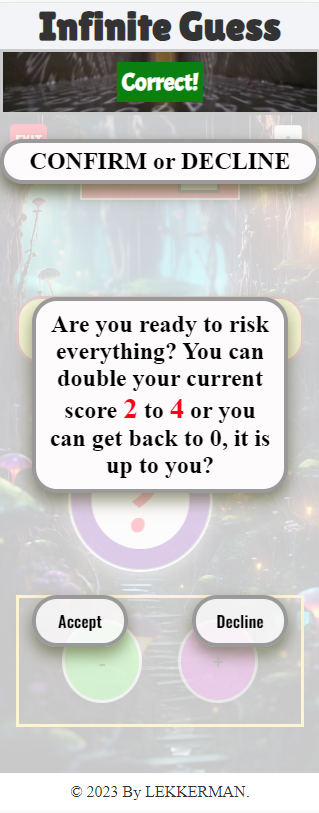 Infinite Guess
Correct!
EXIT
CONFIRM or DECLINE
Are you ready to risk
everything? You can
double your current
score 2 to 4 or you
can get back to 0, it is
up to you?
?
Accept
Decline
-
+
© 2023 By LEKKERMAN.